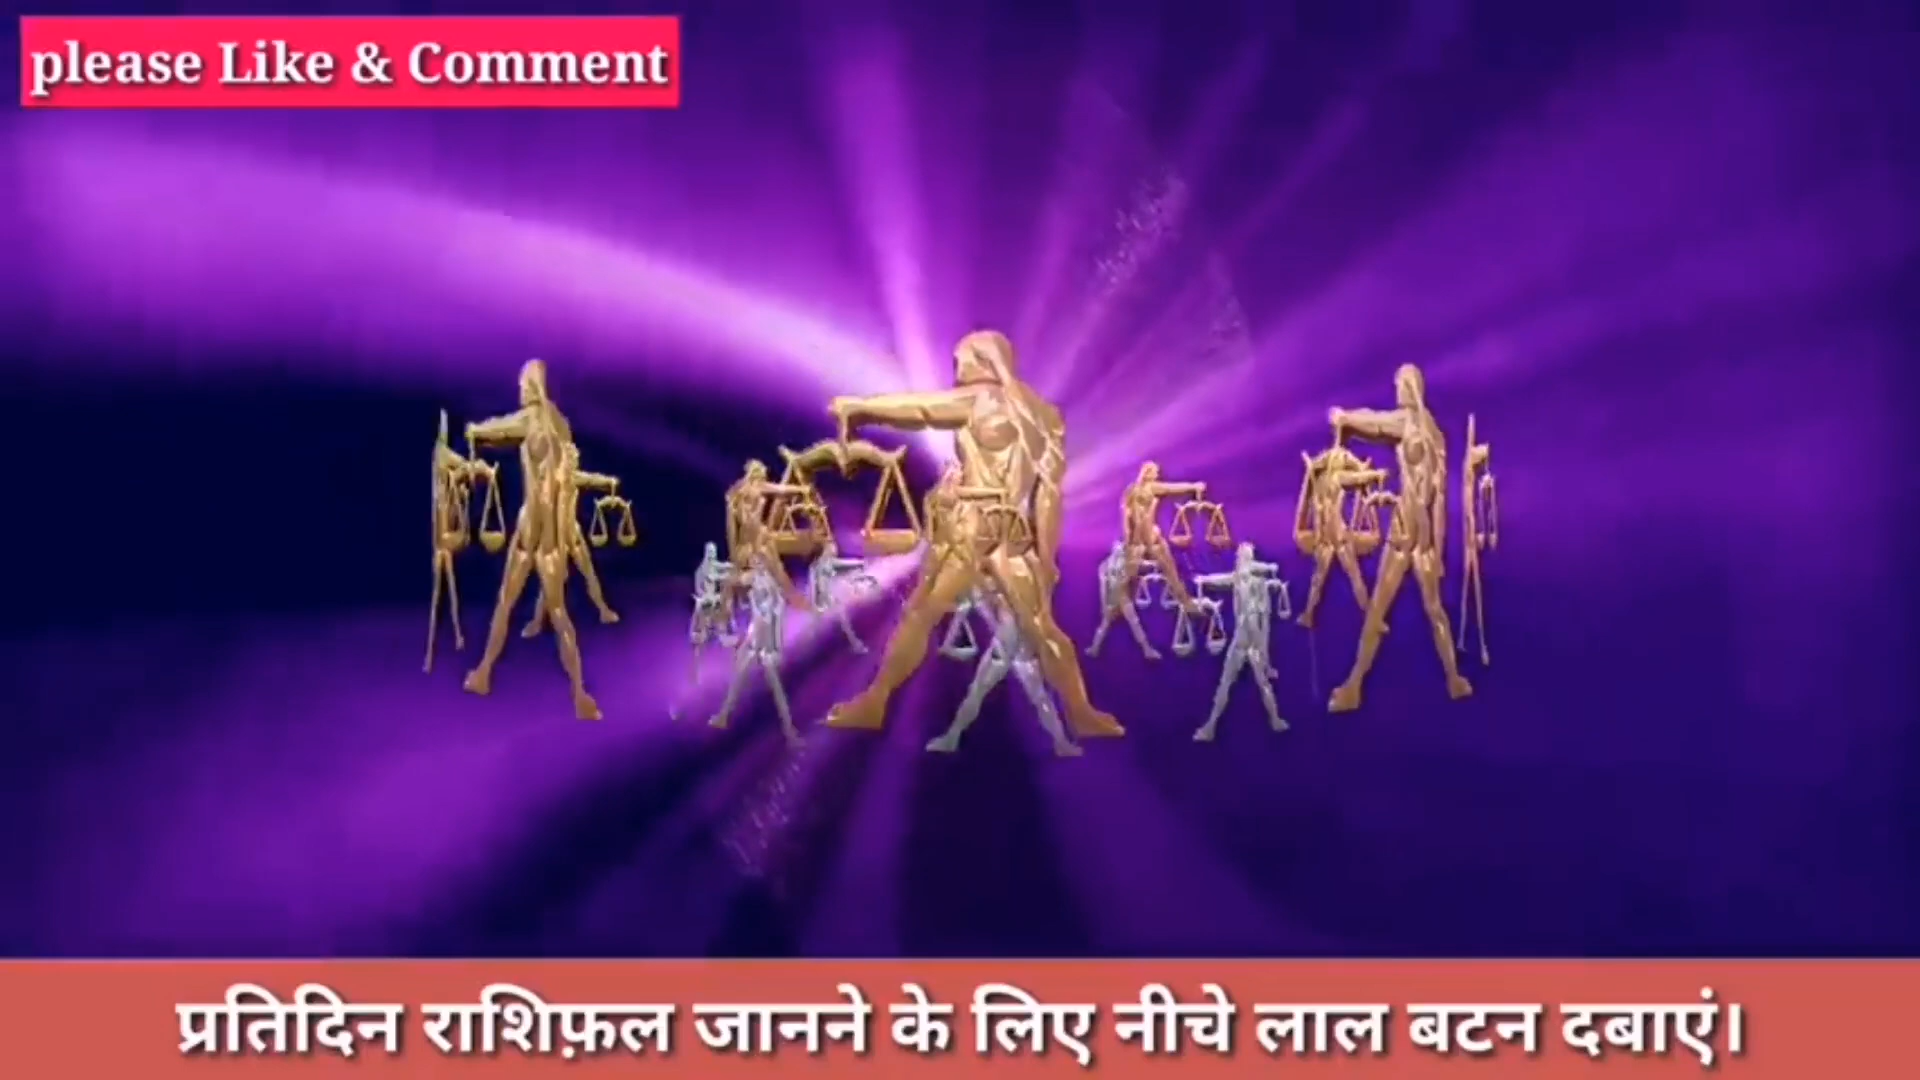 please Like & Comment
प्रतिदिन राशिफ़ल जानने के लिए नीचे लाल बटन दबाएं।